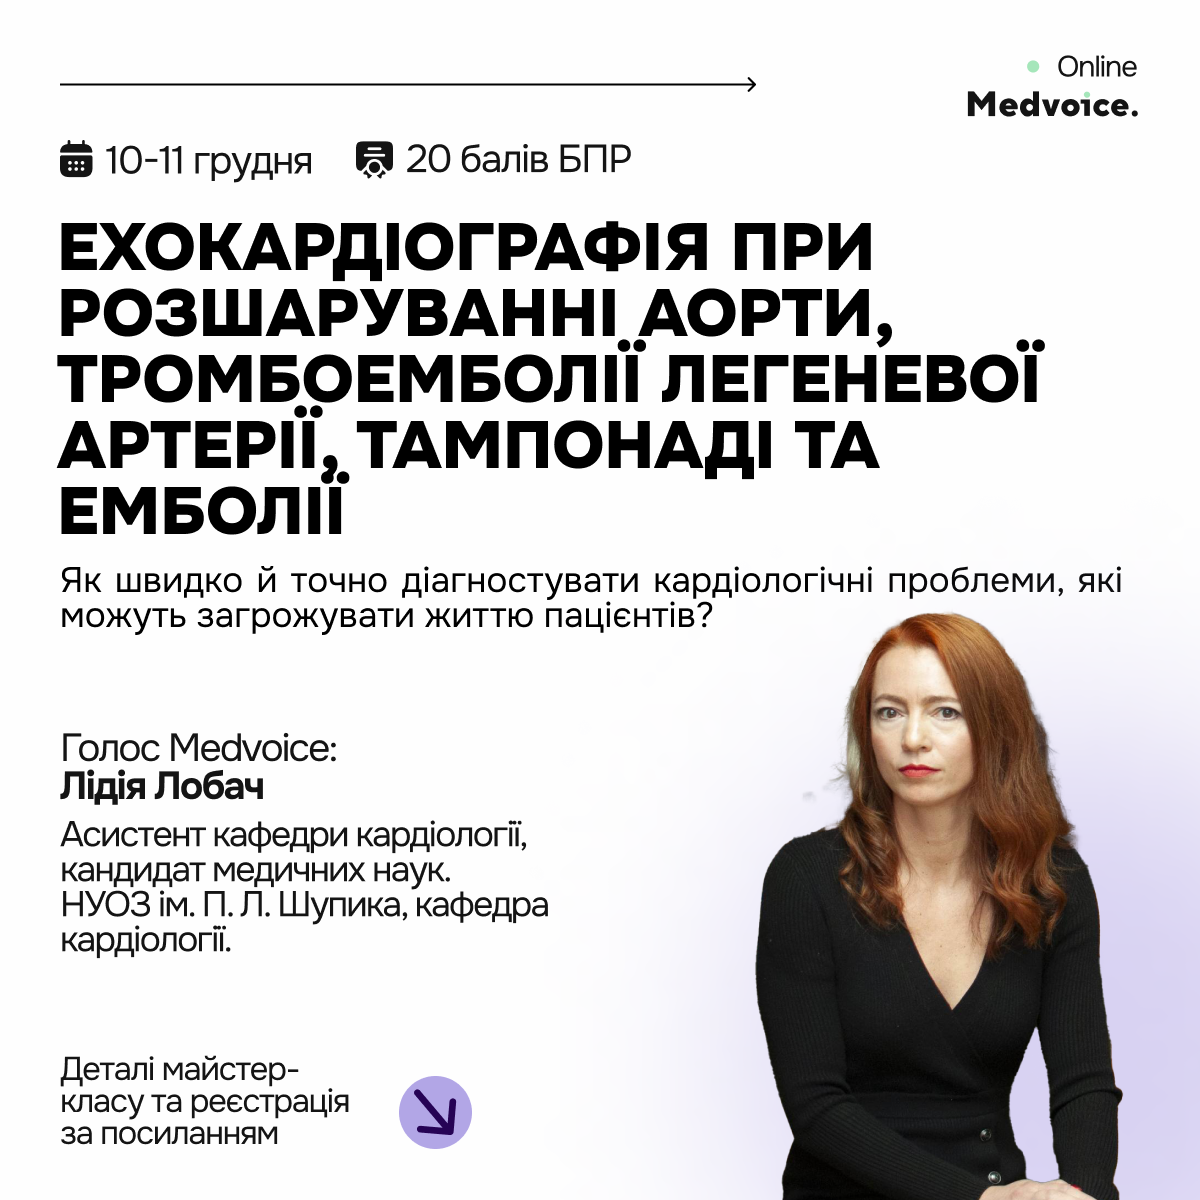 Online
Medvoice.
10-11 грудня
20 балів БПР
ЕХОКАРДІОГРАФІЯ ПРИ
РОЗШАРУВАННІ АОРТИ,
ТРОМБОЕМБОЛІЇ ЛЕГЕНЕВОЇ
АРТЕРІЇ, ТАМПОНАДІ ТА
ЕМБОЛІЇ
Як швидко й точно діагностувати кардіологічні проблеми, які
можуть загрожувати життю пацієнтів?
Голос Medvoice:
Лідія Лобач
Асистент кафедри кардіології,
кандидат медичних наук.
НУОЗ ім. П. Л. Шупика, кафедра
кардіології.
Деталі майстер-
класу та реєстрація
за посиланням